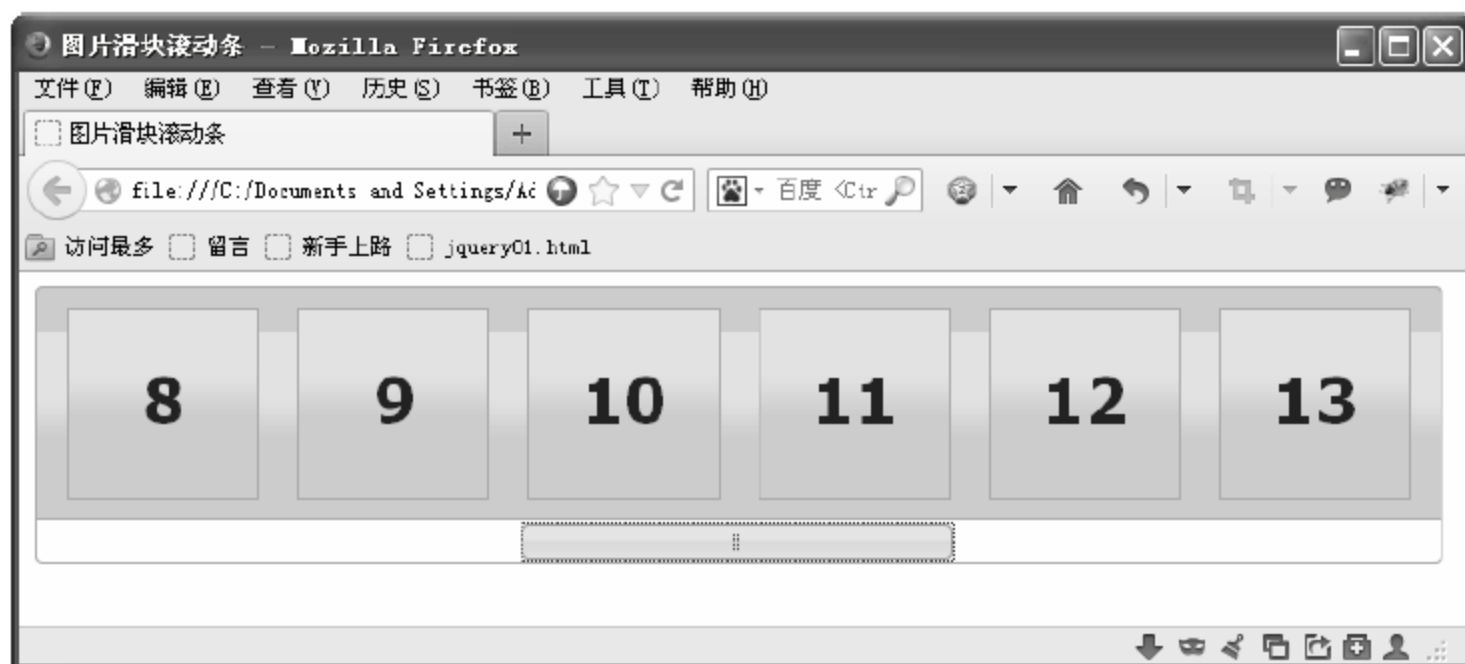 图片滑块滚动条 - Mozilla Firefox
文件(F) 编辑(E) 查看(V) 历史(S) 书签(B) 工具(T) 帮助(H)
图片滑块滚动条 +
file:///C:/Documents and Settings/Ad 百度 <Ctr
访问最多 留言 新手上路 jquery01.html
8 9 10 11 12 13